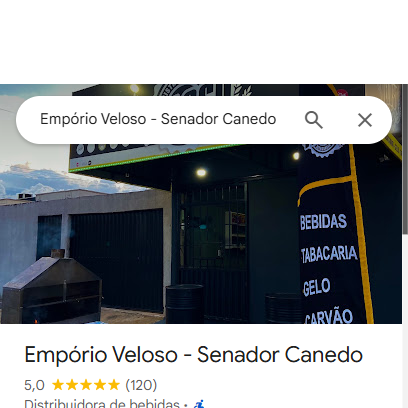 Empório Veloso - Senador Canedo
BEBIDAS
TABACARIA
GELO
CARVÃO
Empório Veloso - Senador Canedo
5,0 (120)
Distribuidora de bebidas ·